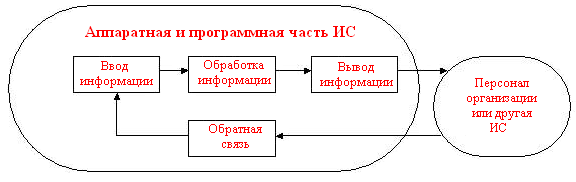 Аппаратная и программная часть ИС
Ввод
информации
Обработка
информации
Вывод
информации
Персонал
организации
или другая
ИС
Обратная
связь